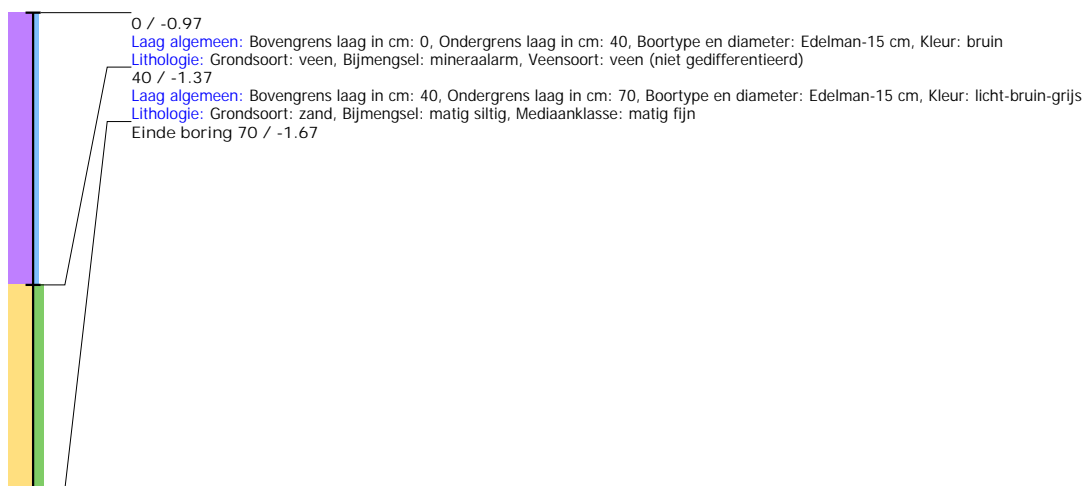 0 / -0.97
Laag algemeen: Bovengrens laag in cm: 0, Ondergrens laag in cm: 40, Boortype en diameter: Edelman-15 cm, Kleur: bruin
Lithologie: Grondsoort: veen, Bijmengsel: mineraalarm, Veensoort: veen (niet gedifferentieerd)
40 / -1.37
Laag algemeen: Bovengrens laag in cm: 40, Ondergrens laag in cm: 70, Boortype en diameter: Edelman-15 cm, Kleur: licht-bruin-grijs
Lithologie: Grondsoort: zand, Bijmengsel: matig siltig, Mediaanklasse: matig fijn
Einde boring 70 / -1.67